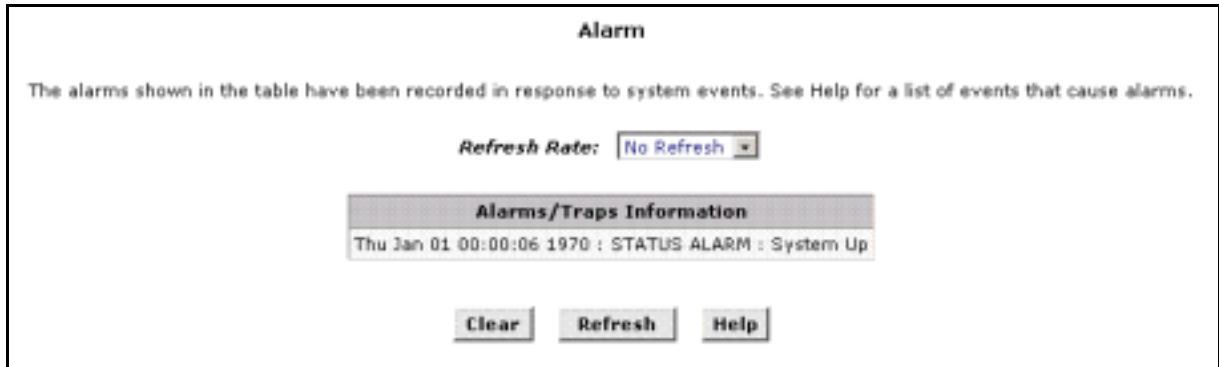 Alarm
The alarms shown in the table have been recorded in response to system events. See Help for a list of events that cause alarms.
Refresh Rate: No Refresh
Alarms/Traps Information
Thu Jan 01 00:00:06 1970 : STATUS ALARM : System Up
Clear Refresh Help